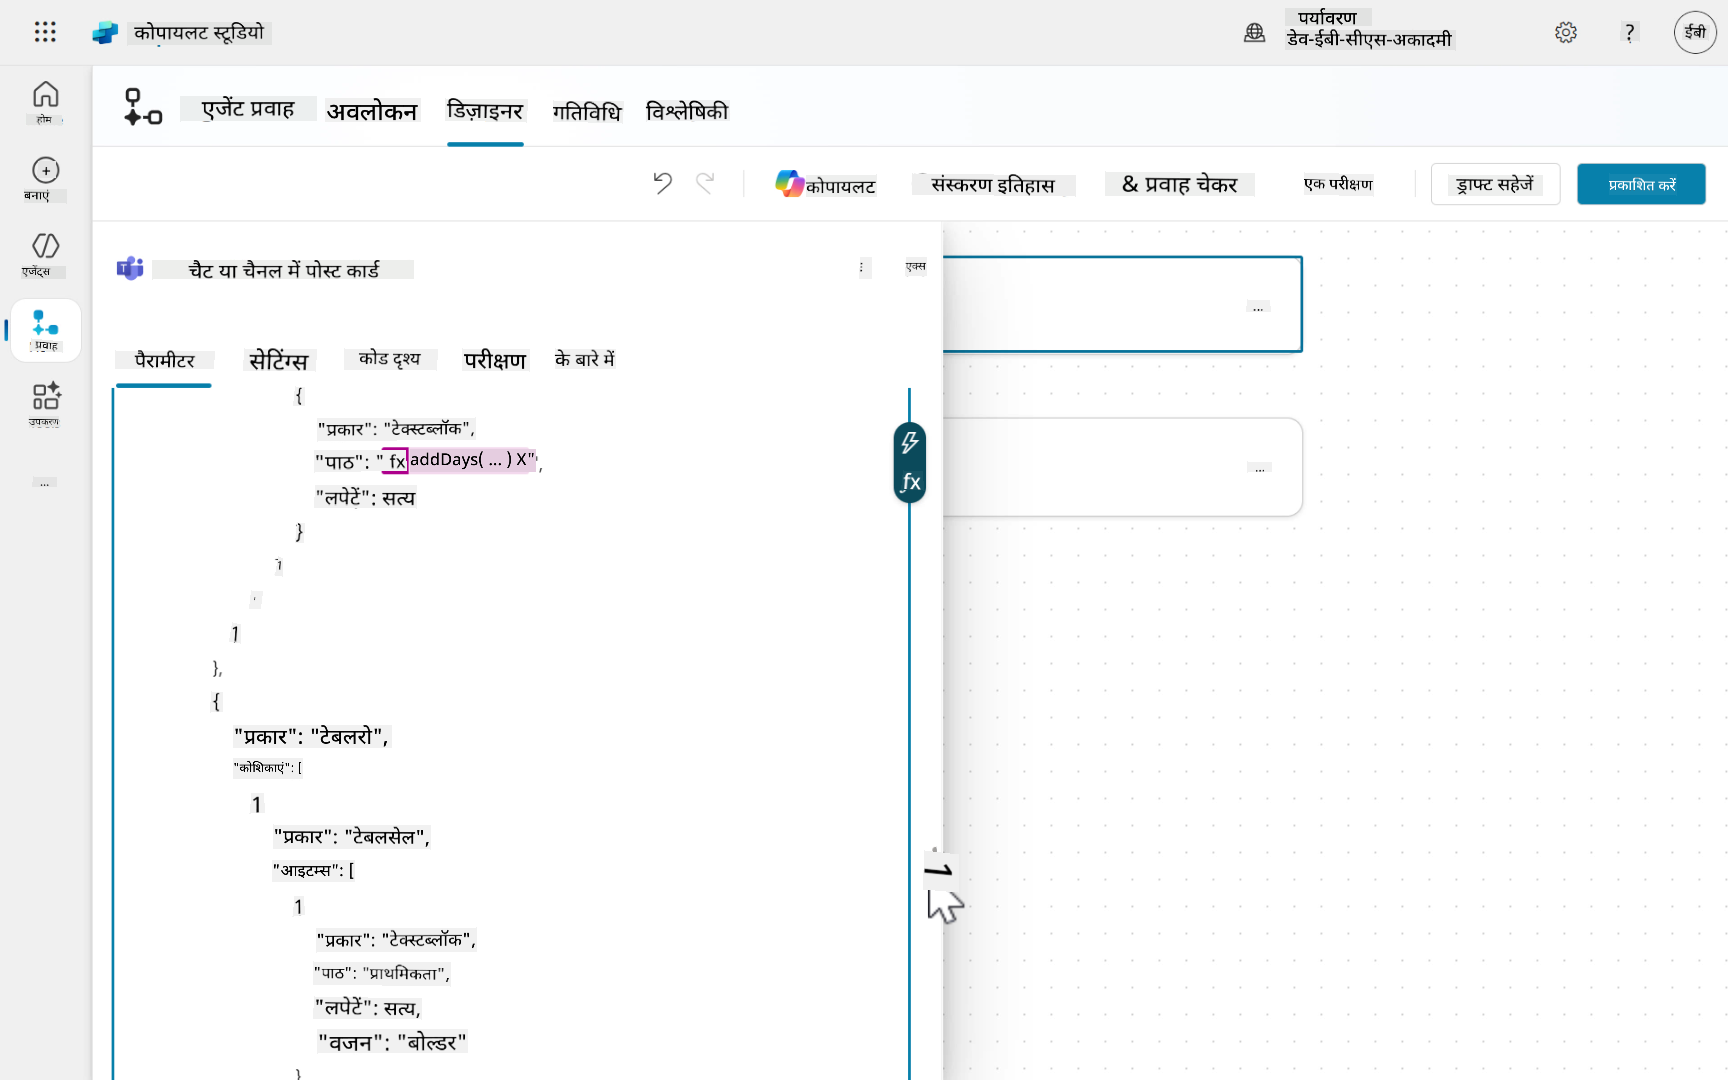 कोपायलट स्टूडियो
पर्यावरण
डेव-ईबी-सीएस-अकादमी
?
ईबी
होम
बनाएं
एजेंट्स
प्रवाह
उपकरण
...
एजेंट प्रवाह
अवलोकन
डिज़ाइनर
गतिविधि
विश्लेषिकी
कोपायलट
संस्करण इतिहास
& प्रवाह चेकर
एक परीक्षण
ड्राफ्ट सहेजें
प्रकाशित करें
चैट या चैनल में पोस्ट कार्ड
⋮
एक्स
...
पैरामीटर
सेटिंग्स
कोड दृश्य
परीक्षण
के बारे में
{
"प्रकार": "टेक्स्टब्लॉक",
"पाठ": " fx addDays( ... ) X",
"लपेटें": सत्य
}
fx
...
1
},
{
"प्रकार": "टेबलरो",
"कोशिकाएं": [
1
"प्रकार": "टेबलसेल",
"आइटम्स": [
1
"प्रकार": "टेक्स्टब्लॉक",
"पाठ": "प्राथमिकता",
"लपेटें": सत्य,
"वजन": "बोल्डर"
}
1